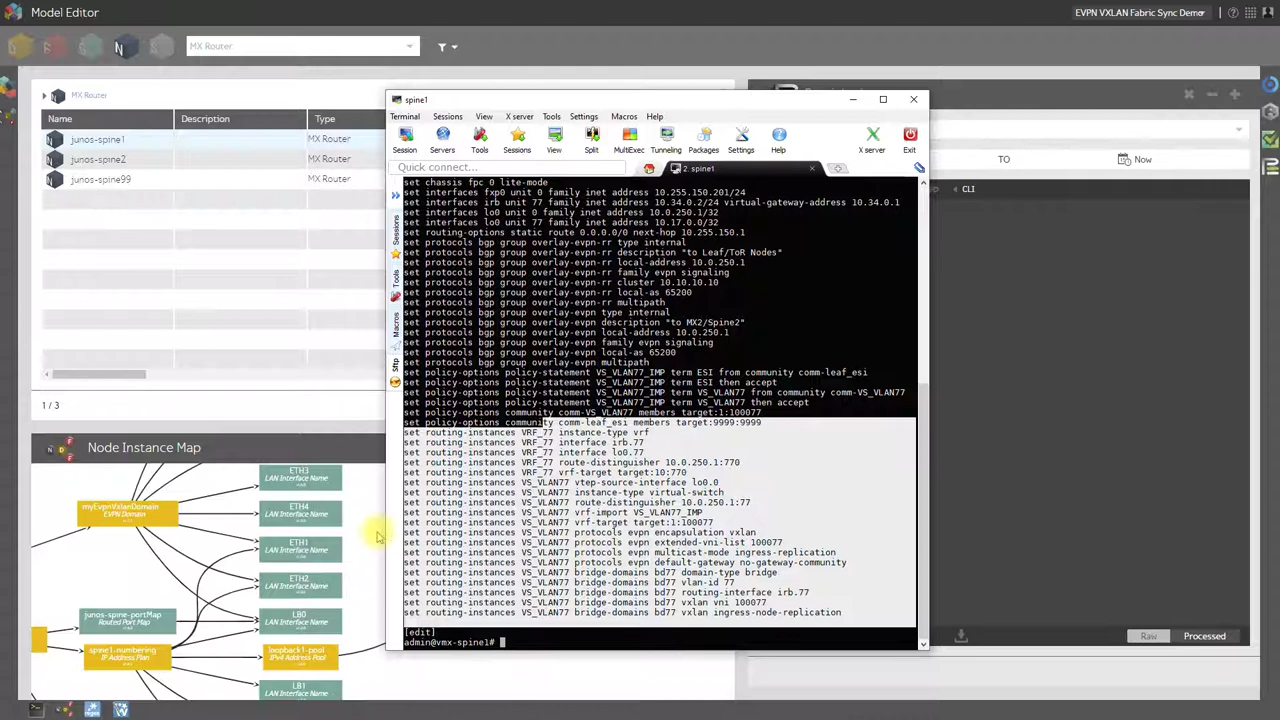 Model Editor
EVPN VXLAN Fabric Sync Demo
MX Router
MX Router
Name
Description
Type
junos-spine1
MX Router
junos-spine2
MX Router
junos-spine99
MX Router
1 / 3
Node Instance Map
myEvpnVxlanDomain
EVPN Domain
junos-spine-portMap
Routed Port Map
spine1-numbering
IP Address Plan
ETH3
LAN Interface Name
ETH4
LAN Interface Name
ETH1
LAN Interface Name
ETH2
LAN Interface Name
LB0
LAN Interface Name
loopback1-pool
IPv4 Address Pool
LB1
LAN Interface Name
spine1
Terminal Sessions View X server Tools Settings Macros Help
Session Servers Tools Sessions View Split MultiExec Tunneling Packages Settings Help X server Exit
Quick connect...
2. spine1
Sessions
Tools
Macros
Sftp
set chassis fpc 0 lite-mode
set interfaces fxp0 unit 0 family inet address 10.255.150.201/24
set interfaces irb unit 77 family inet address 10.34.0.2/24 virtual-gateway-address 10.34.0.1
set interfaces lo0 unit 0 family inet address 10.0.250.1/32
set interfaces lo0 unit 77 family inet address 10.17.0.0/32
set routing-options static route 0.0.0.0/0 next-hop 10.255.150.1
set protocols bgp group overlay-evpn-rr type internal
set protocols bgp group overlay-evpn-rr description "to Leaf/ToR Nodes"
set protocols bgp group overlay-evpn-rr local-address 10.0.250.1
set protocols bgp group overlay-evpn-rr family evpn signaling
set protocols bgp group overlay-evpn-rr cluster 10.10.10.10
set protocols bgp group overlay-evpn-rr local-as 65200
set protocols bgp group overlay-evpn-rr multipath
set protocols bgp group overlay-evpn type internal
set protocols bgp group overlay-evpn description "to MX2/Spine2"
set protocols bgp group overlay-evpn local-address 10.0.250.1
set protocols bgp group overlay-evpn family evpn signaling
set protocols bgp group overlay-evpn local-as 65200
set protocols bgp group overlay-evpn multipath
set policy-options policy-statement VS_VLAN77_IMP term ESI from community comm-leaf_esi
set policy-options policy-statement VS_VLAN77_IMP term ESI then accept
set policy-options policy-statement VS_VLAN77_IMP term VS_VLAN77 from community comm-VS_VLAN77
set policy-options policy-statement VS_VLAN77_IMP term VS_VLAN77 then accept
set policy-options community comm-VS_VLAN77 members target:1:100077
set policy-options community comm-leaf_esi members target:9999:9999
set routing-instances VRF_77 instance-type vrf
set routing-instances VRF_77 interface irb.77
set routing-instances VRF_77 interface lo0.77
set routing-instances VRF_77 route-distinguisher 10.0.250.1:770
set routing-instances VRF_77 vrf-target target:10:770
set routing-instances VS_VLAN77 vtep-source-interface lo0.0
set routing-instances VS_VLAN77 instance-type virtual-switch
set routing-instances VS_VLAN77 route-distinguisher 10.0.250.1:77
set routing-instances VS_VLAN77 vrf-import VS_VLAN77_IMP
set routing-instances VS_VLAN77 vrf-target target:1:100077
set routing-instances VS_VLAN77 protocols evpn encapsulation vxlan
set routing-instances VS_VLAN77 protocols evpn extended-vni-list 100077
set routing-instances VS_VLAN77 protocols evpn multicast-mode ingress-replication
set routing-instances VS_VLAN77 protocols evpn default-gateway no-gateway-community
set routing-instances VS_VLAN77 bridge-domains bd77 domain-type bridge
set routing-instances VS_VLAN77 bridge-domains bd77 vlan-id 77
set routing-instances VS_VLAN77 bridge-domains bd77 routing-interface irb.77
set routing-instances VS_VLAN77 bridge-domains bd77 vxlan vni 100077
set routing-instances VS_VLAN77 bridge-domains bd77 vxlan ingress-node-replication
[edit]
admin@vmx-spine1#
TO
Now
CLI
Raw
Processed